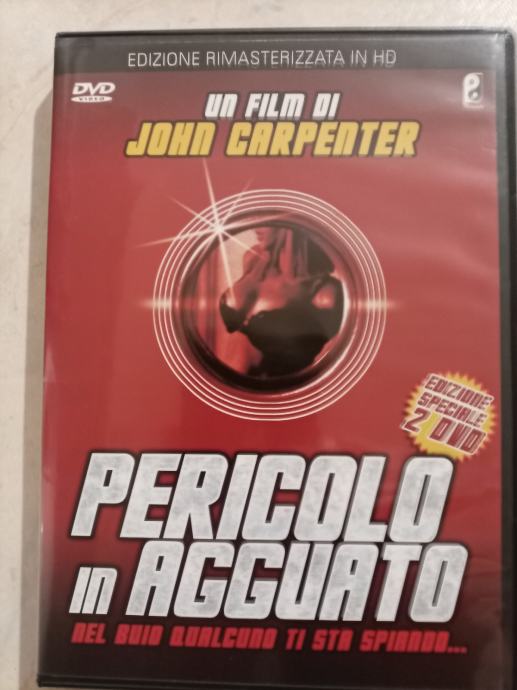 EDIZIONE RIMASTERIZZATA IN HD
DVD
VIDEO
UN FILM DI
JOHN CARPENTER
EDIZIONE
SPECIALE
2 DVD
PERICOLO
in AGGUATO
NEL BUIO QUALCUNO TI STA SPIANDO...